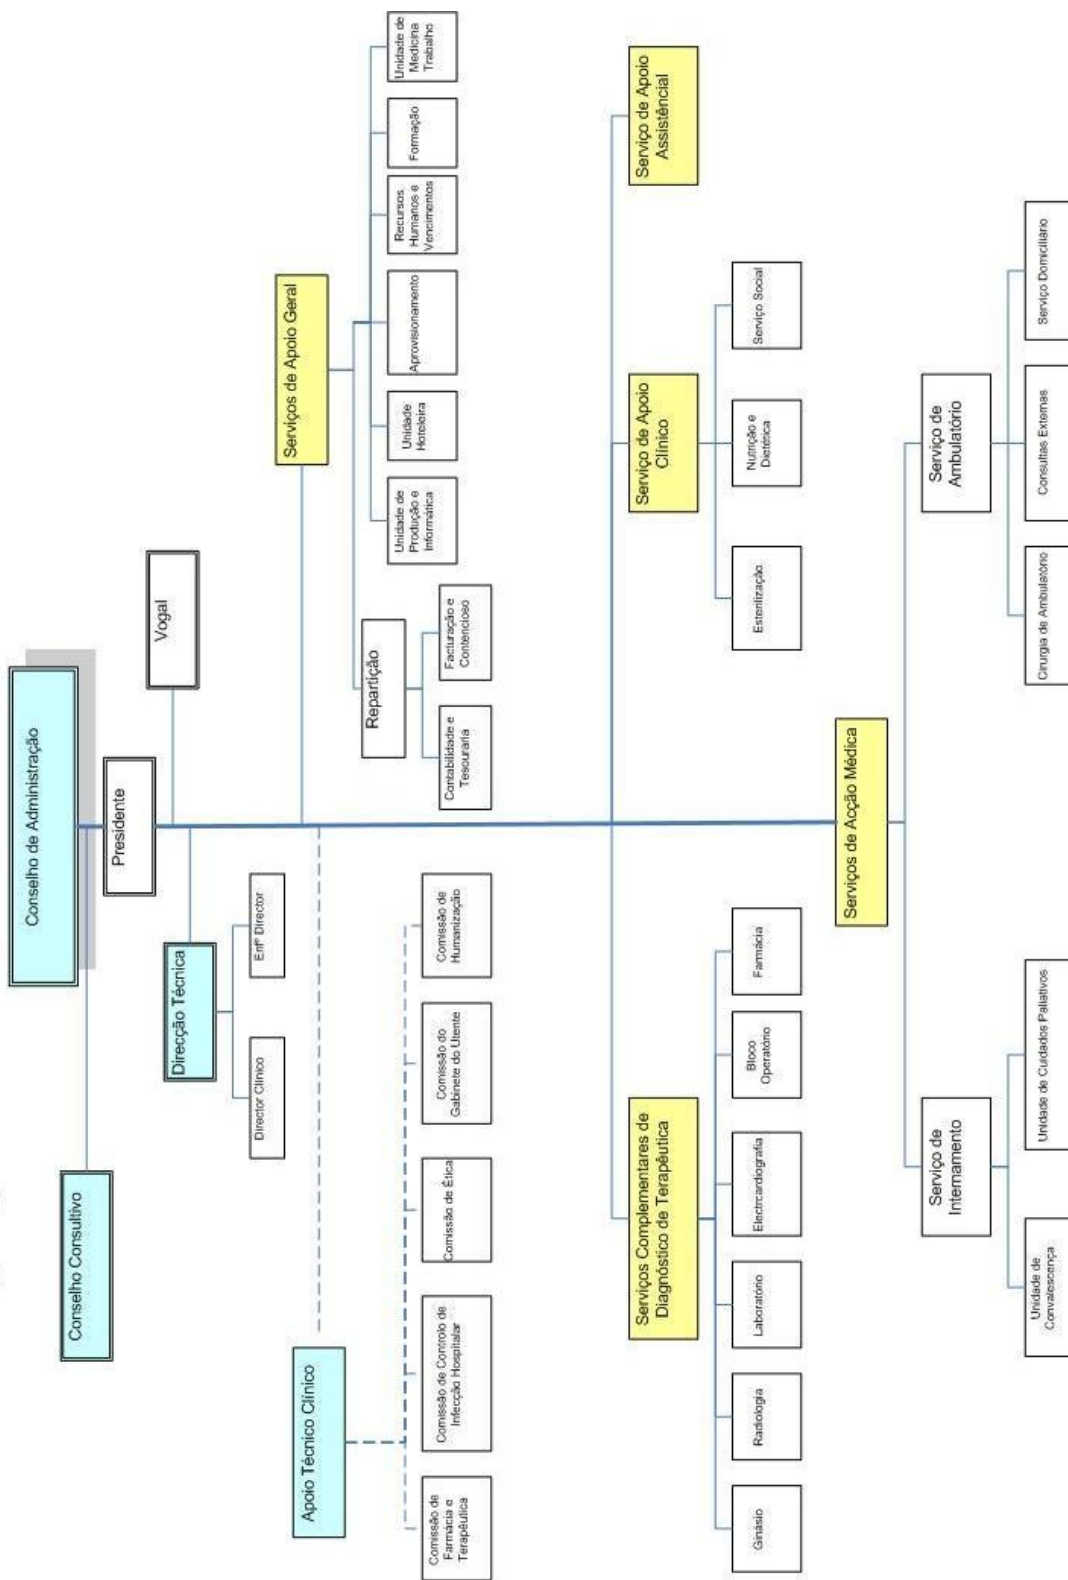 Conselho de Administração
Conselho Consultivo
Presidente
Vogal
Direcção Técnica
Director Clínico
Enfº Director
Serviços de Apoio Geral
Apoio Técnico Clínico
Repartição
Contabilidade e
Tesouraria
Facturação e
Contencioso
Unidade de
Produção e
Informática
Unidade
Hoteleira
Aprovisionamento
Recursos
Humanos e
Vencimentos
Formação
Unidade de
Medicina
Trabalho
Comissão de
Farmácia e
Terapêutica
Comissão de Controlo de
Infecção Hospitalar
Comissão de Ética
Comissão do
Gabinete do Utente
Comissão de
Humanização
Serviços Complementares de
Diagnóstico de Terapêutica
Serviço de Apoio
Clínico
Serviço de Apoio
Assistêncial
Ginásio
Radiologia
Laboratório
Electrcardiografia
Bloco
Operatório
Farmácia
Esterilização
Nutrição e
Dietética
Serviço Social
Serviços de Acção Médica
Serviço de
Internamento
Serviço de
Ambulatório
Unidade de
Convalescença
Unidade de Cuidados Paliativos
Cirurgia de Ambulatório
Consultas Externas
Serviço Domiciliário